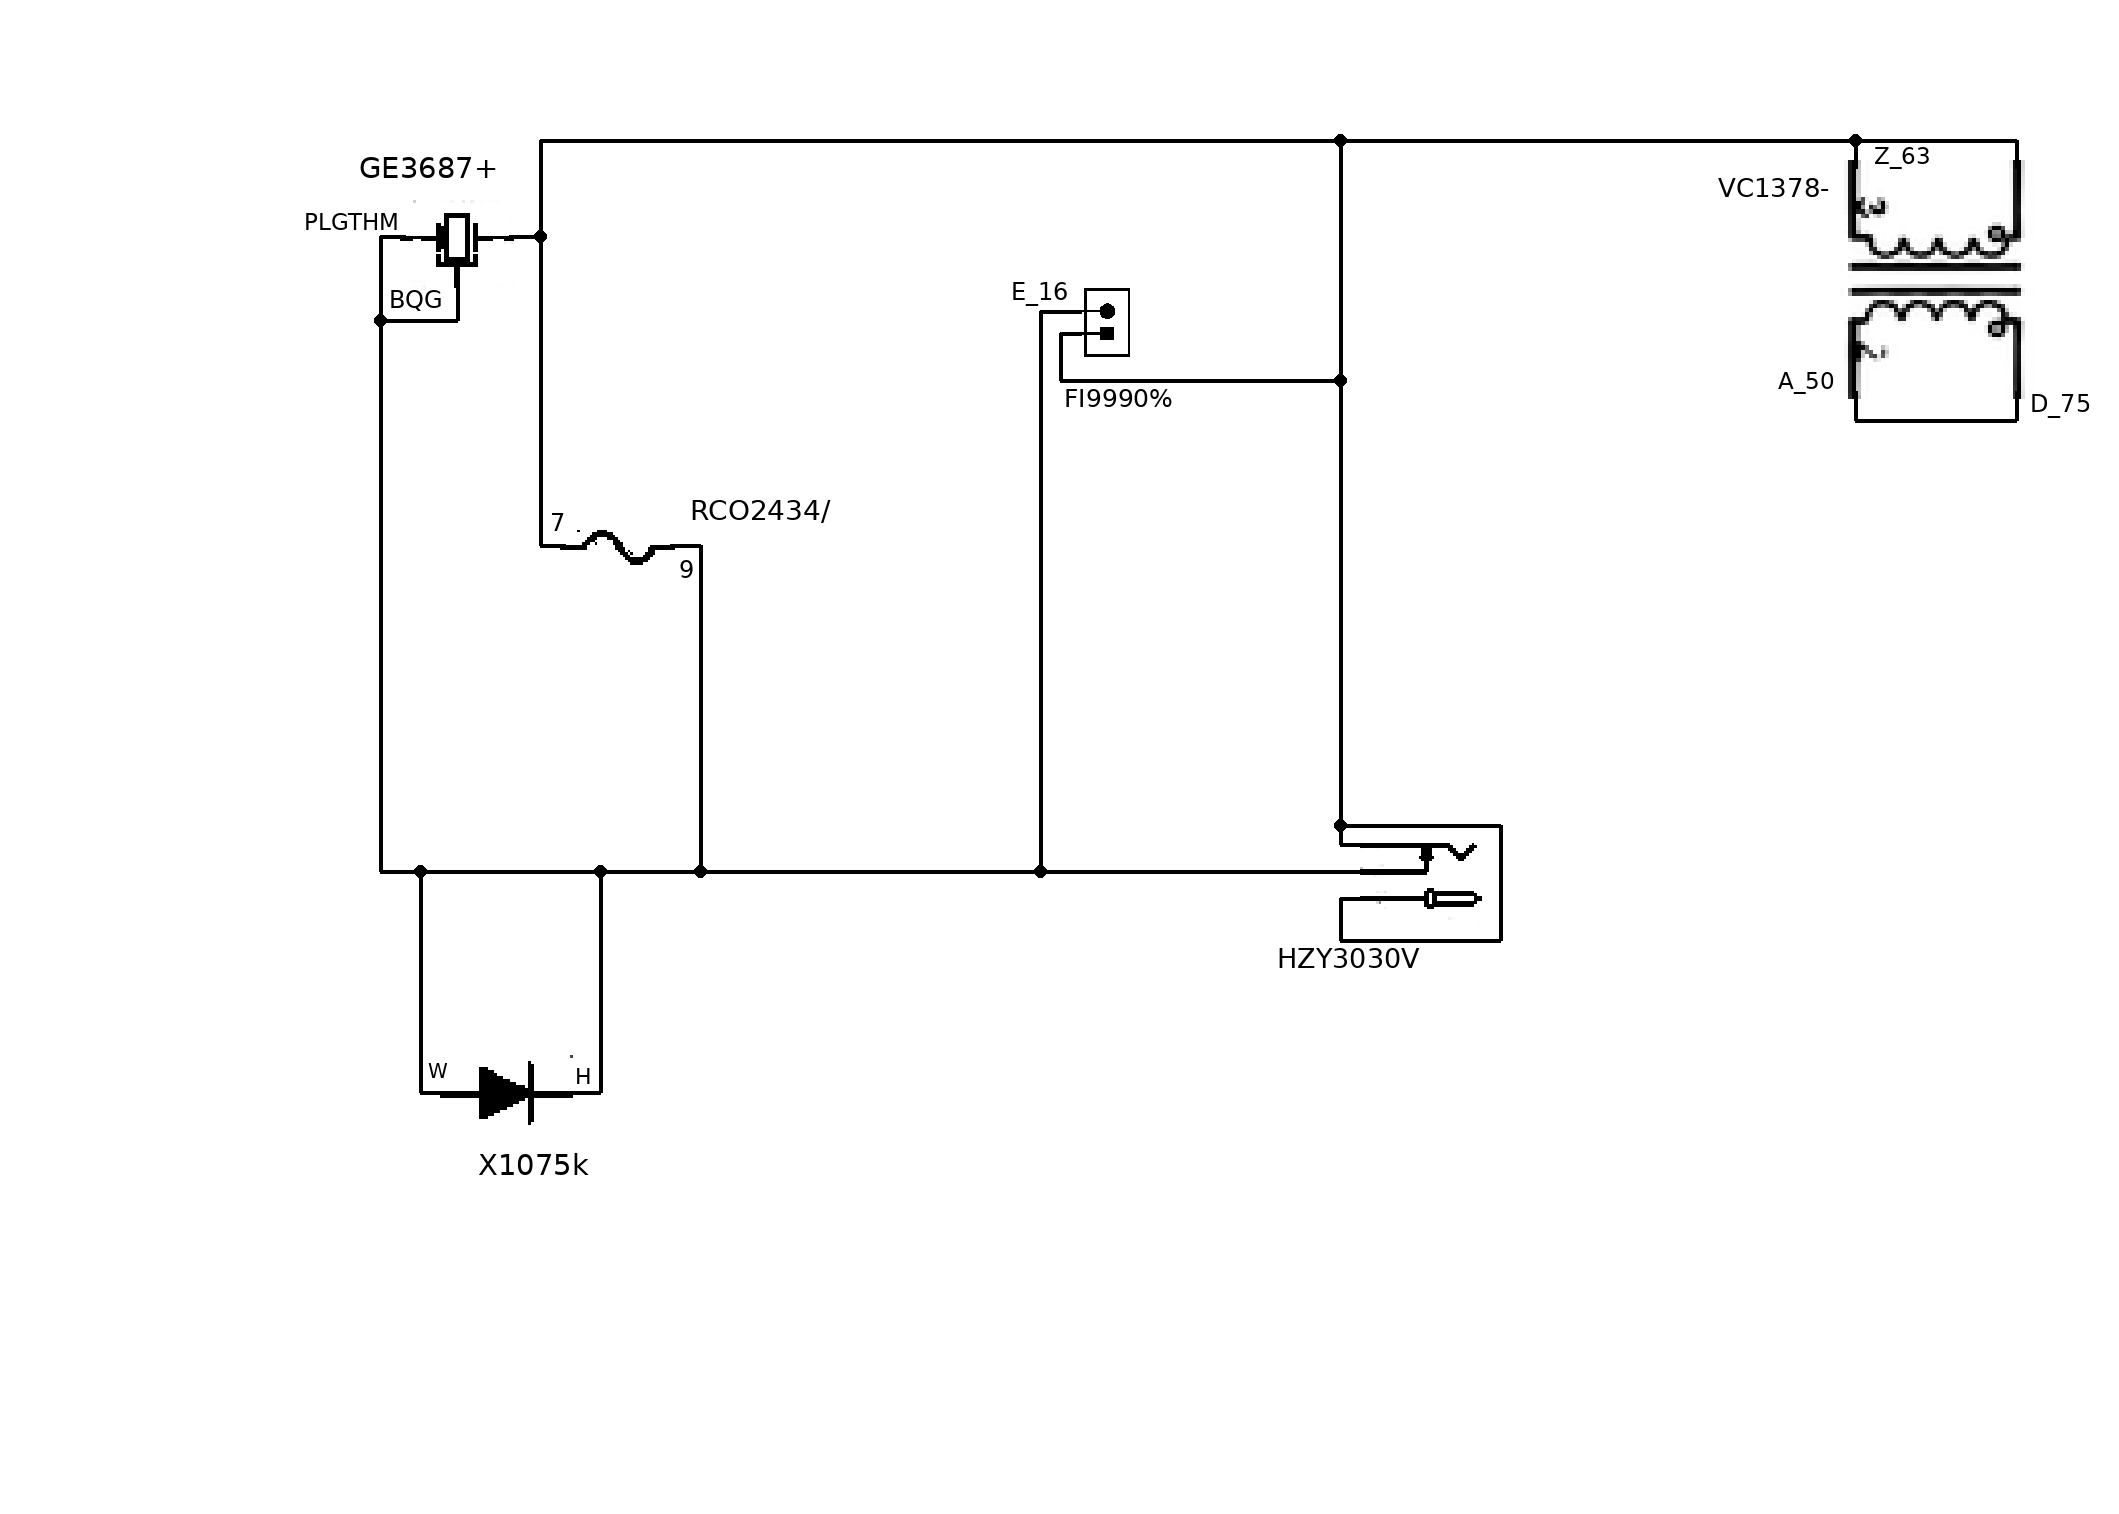 Z_63
GE3687+
VC1378-
PLGTHM
BQG
E_16
A_50
FI9990%
D_75
7
RCO2434/
9
HZY3030V
W
H
X1075k